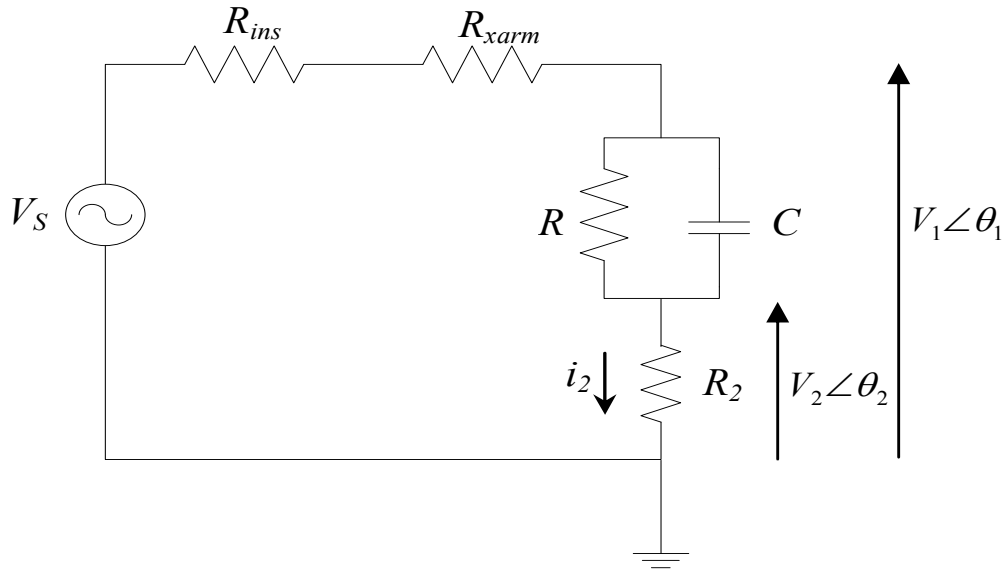 R_ins
R_xarm
V_S
R
C
V_1∠θ_1
i_2
R_2
V_2∠θ_2